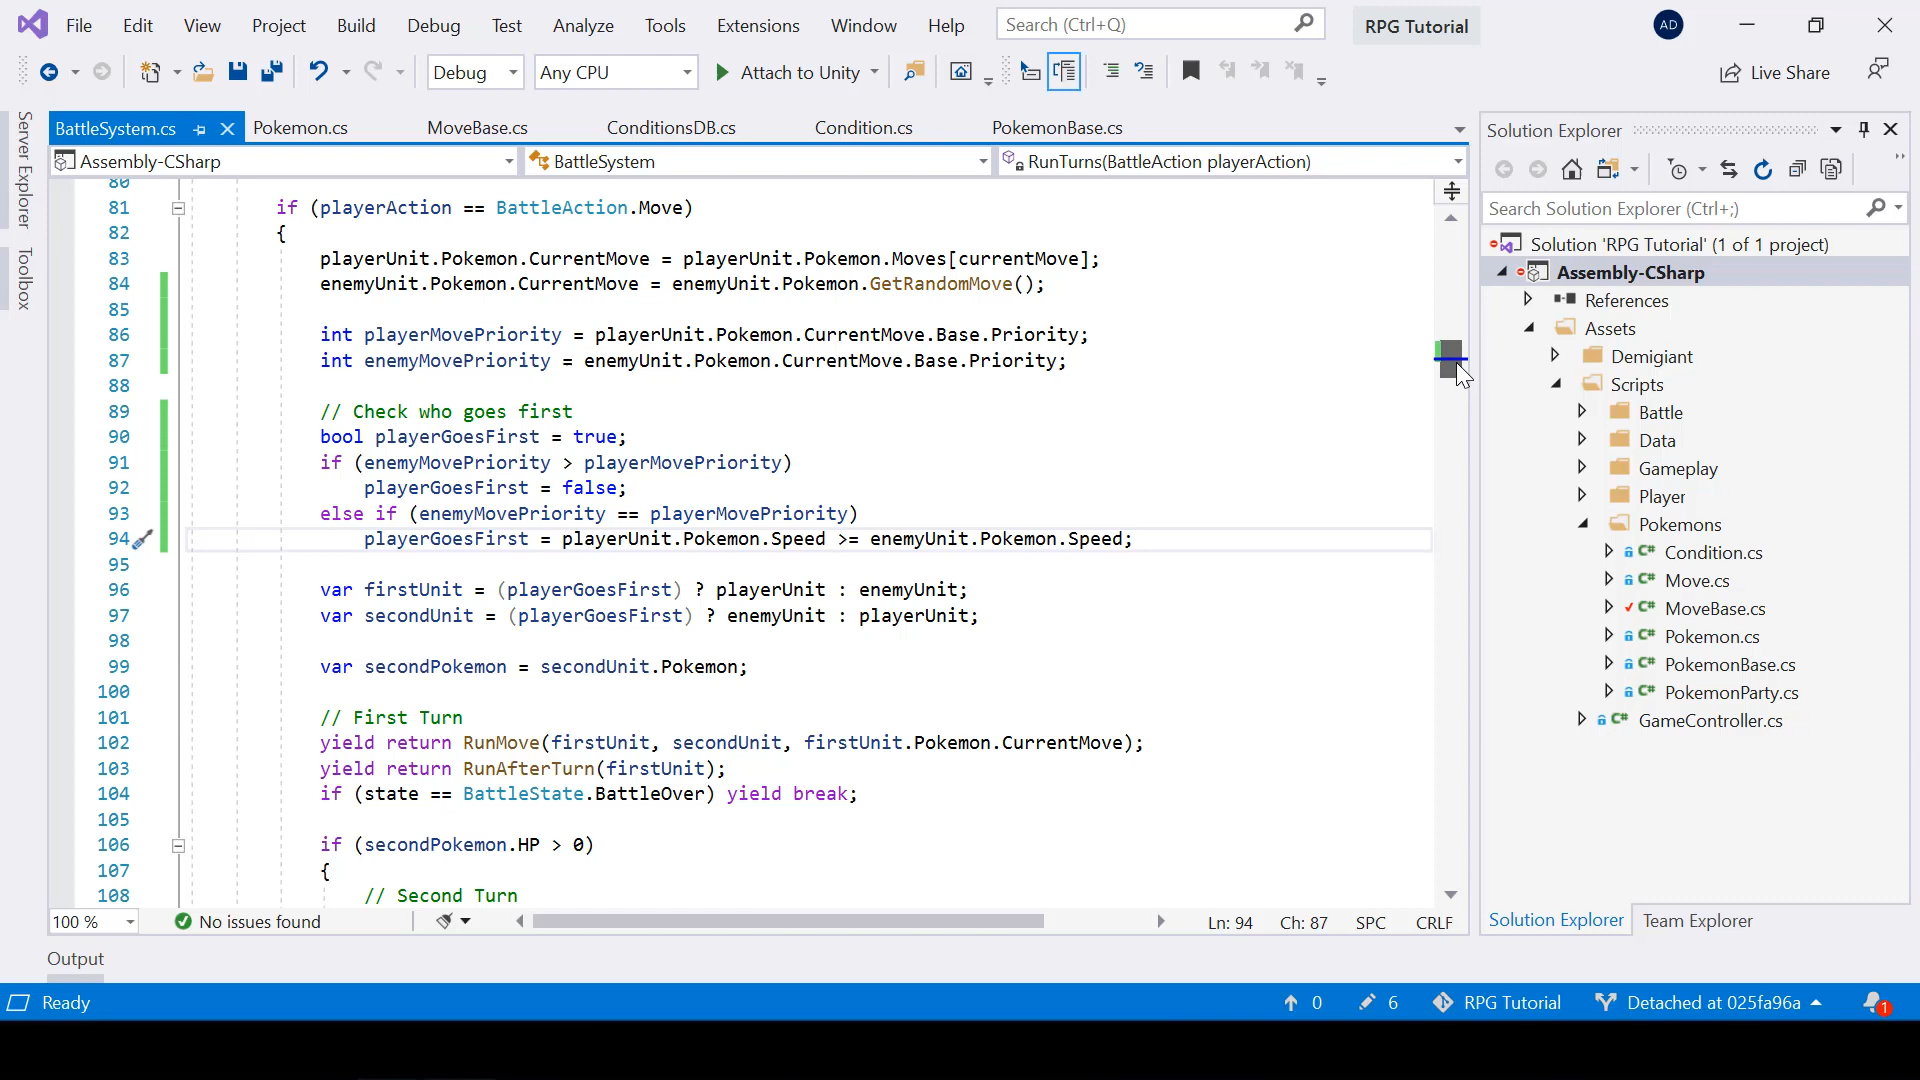 File Edit View Project Build Debug Test Analyze Tools Extensions Window Help Search (Ctrl+Q) RPG Tutorial AD
Debug Any CPU Attach to Unity Live Share
Server Explorer
Toolbox
BattleSystem.cs Pokemon.cs MoveBase.cs ConditionsDB.cs Condition.cs PokemonBase.cs
Assembly-CSharp BattleSystem RunTurns(BattleAction playerAction)
80
81 if (playerAction == BattleAction.Move)
82 {
83 playerUnit.Pokemon.CurrentMove = playerUnit.Pokemon.Moves[currentMove];
84 enemyUnit.Pokemon.CurrentMove = enemyUnit.Pokemon.GetRandomMove();
85
86 int playerMovePriority = playerUnit.Pokemon.CurrentMove.Base.Priority;
87 int enemyMovePriority = enemyUnit.Pokemon.CurrentMove.Base.Priority;
88
89 // Check who goes first
90 bool playerGoesFirst = true;
91 if (enemyMovePriority > playerMovePriority)
92 playerGoesFirst = false;
93 else if (enemyMovePriority == playerMovePriority)
94 playerGoesFirst = playerUnit.Pokemon.Speed >= enemyUnit.Pokemon.Speed;
95
96 var firstUnit = (playerGoesFirst) ? playerUnit : enemyUnit;
97 var secondUnit = (playerGoesFirst) ? enemyUnit : playerUnit;
98
99 var secondPokemon = secondUnit.Pokemon;
100
101 // First Turn
102 yield return RunMove(firstUnit, secondUnit, firstUnit.Pokemon.CurrentMove);
103 yield return RunAfterTurn(firstUnit);
104 if (state == BattleState.BattleOver) yield break;
105
106 if (secondPokemon.HP > 0)
107 {
108 // Second Turn
100 % No issues found Ln: 94 Ch: 87 SPC CRLF
Solution Explorer
Search Solution Explorer (Ctrl+;)
Solution 'RPG Tutorial' (1 of 1 project)
Assembly-CSharp
References
Assets
Demigiant
Scripts
Battle
Data
Gameplay
Player
Pokemons
C# Condition.cs
C# Move.cs
C# MoveBase.cs
C# Pokemon.cs
C# PokemonBase.cs
C# PokemonParty.cs
C# GameController.cs
Solution Explorer Team Explorer
Output
Ready 0 6 RPG Tutorial Detached at 025fa96a 1